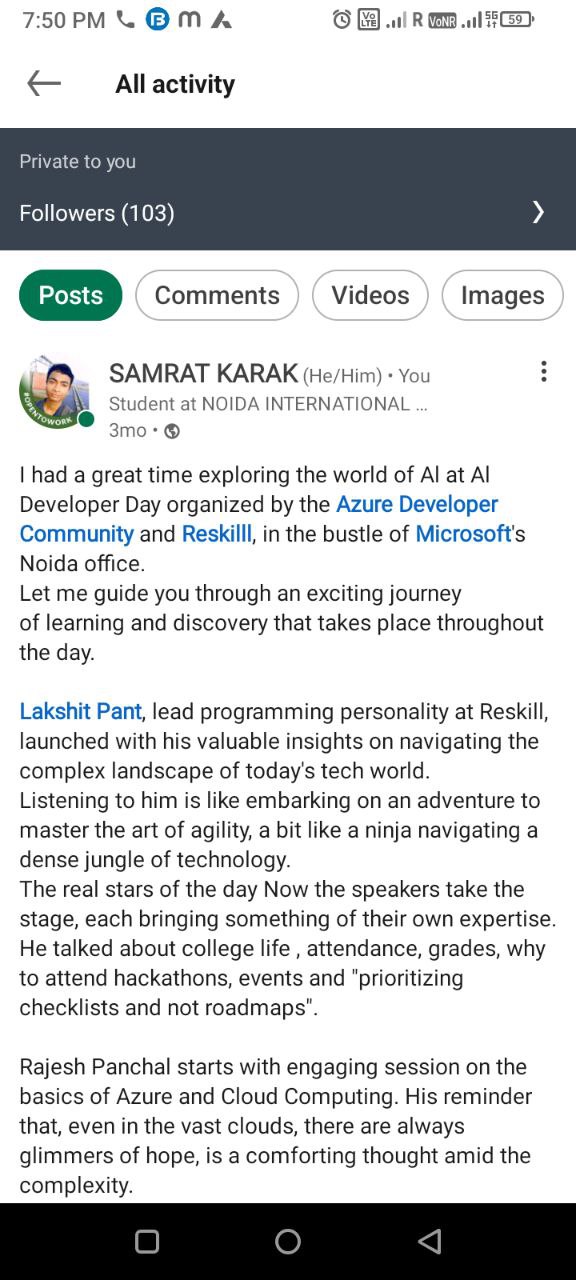 7:50 PM
R VoNR 59
All activity
Private to you
Followers (103)
Posts Comments Videos Images
SAMRAT KARAK (He/Him) • You
#OPENTOWORK
Student at NOIDA INTERNATIONAL ...
3mo •
I had a great time exploring the world of AI at AI
Developer Day organized by the Azure Developer
Community and Reskilll, in the bustle of Microsoft's
Noida office.
Let me guide you through an exciting journey
of learning and discovery that takes place throughout
the day.
Lakshit Pant, lead programming personality at Reskill,
launched with his valuable insights on navigating the
complex landscape of today's tech world.
Listening to him is like embarking on an adventure to
master the art of agility, a bit like a ninja navigating a
dense jungle of technology.
The real stars of the day Now the speakers take the
stage, each bringing something of their own expertise.
He talked about college life , attendance, grades, why
to attend hackathons, events and "prioritizing
checklists and not roadmaps".
Rajesh Panchal starts with engaging session on the
basics of Azure and Cloud Computing. His reminder
that, even in the vast clouds, there are always
glimmers of hope, is a comforting thought amid the
complexity.